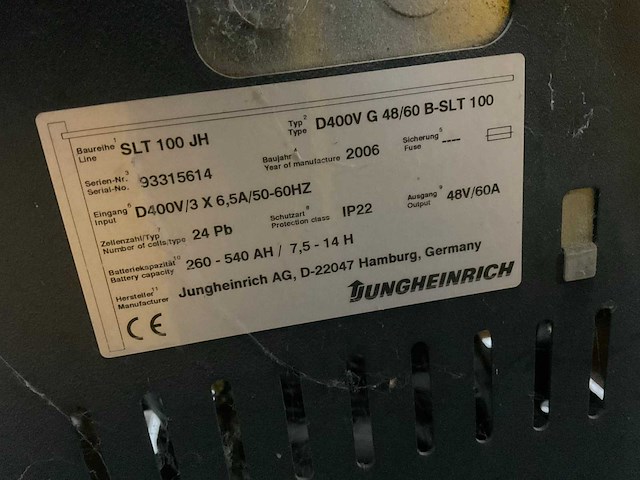 Baureihe¹ Line SLT 100 JH Typ² Type D400V G 48/60 B-SLT 100
Serien-Nr.³ Serial-No. 93315614 Baujahr⁴ Year of manufacture 2006 Sicherung⁵ Fuse ----
Eingang⁶ Input D400V/3 X 6,5A/50-60HZ
Zellenzahl/Typ⁷ Number of cells.type 24 Pb Schutzart⁸ Protection class IP22 Ausgang⁹ Output 48V/60A
Batteriekapazität¹⁰ Battery capacity 260 - 540 AH / 7,5 - 14 H
Hersteller¹¹ Manufacturer Jungheinrich AG, D-22047 Hamburg, Germany
CE JUNGHEINRICH